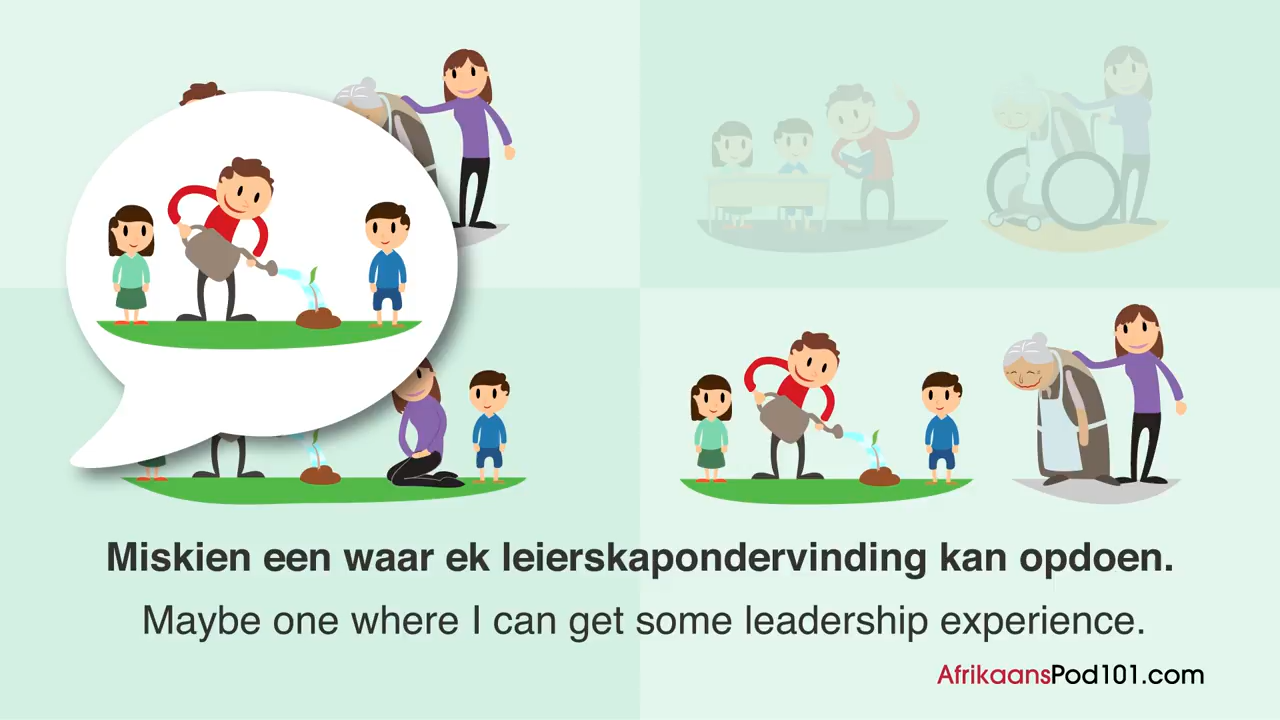 Miskien een waar ek leierskapondervinding kan opdoen.
Maybe one where I can get some leadership experience.
AfrikaansPod101.com